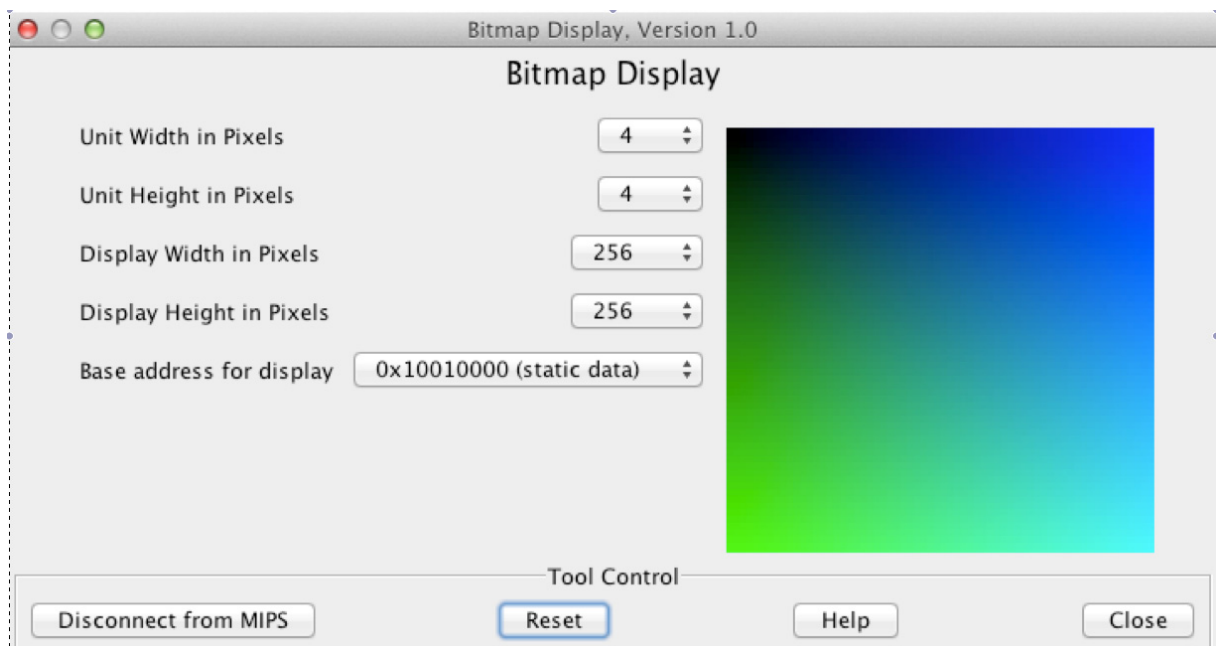 Bitmap Display, Version 1.0
Bitmap Display
Unit Width in Pixels 4
Unit Height in Pixels 4
Display Width in Pixels 256
Display Height in Pixels 256
Base address for display 0x10010000 (static data)
Tool Control
Disconnect from MIPS Reset Help Close